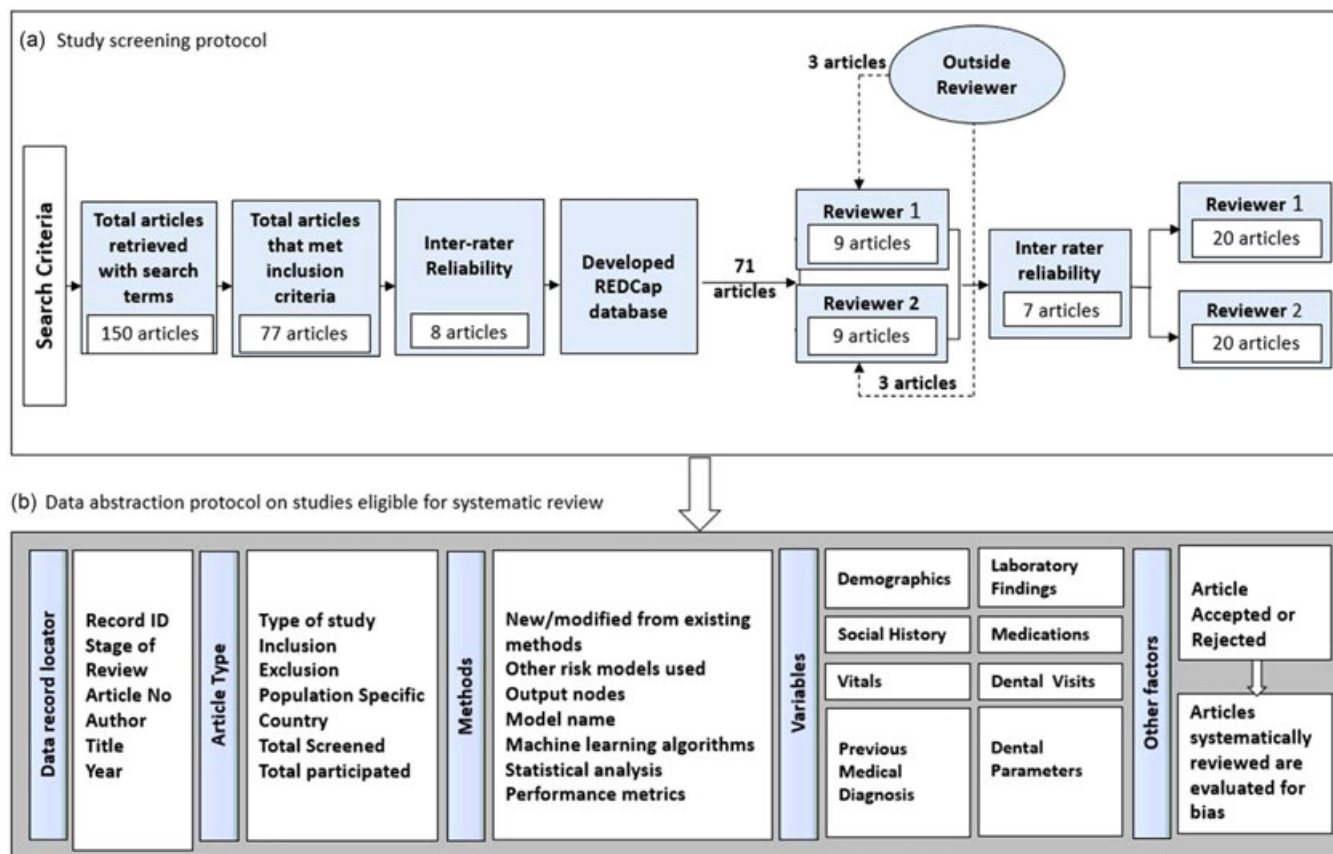 (a) Study screening protocol
3 articles
Outside
Reviewer
Search Criteria
Total articles
retrieved
with search
terms
150 articles
Total articles
that met
inclusion
criteria
77 articles
Inter-rater
Reliability
8 articles
Developed
REDCap
database
71
articles
Reviewer 1
9 articles
Reviewer 2
9 articles
3 articles
Inter rater
reliability
7 articles
Reviewer 1
20 articles
Reviewer 2
20 articles
(b) Data abstraction protocol on studies eligible for systematic review
Data record locator
Record ID
Stage of
Review
Article No
Author
Title
Year
Article Type
Type of study
Inclusion
Exclusion
Population Specific
Country
Total Screened
Total participated
Methods
New/modified from existing
methods
Other risk models used
Output nodes
Model name
Machine learning algorithms
Statistical analysis
Performance metrics
Variables
Demographics
Social History
Vitals
Previous
Medical
Diagnosis
Laboratory
Findings
Medications
Dental Visits
Dental
Parameters
Other factors
Article
Accepted or
Rejected
Articles
systematically
reviewed are
evaluated for
bias